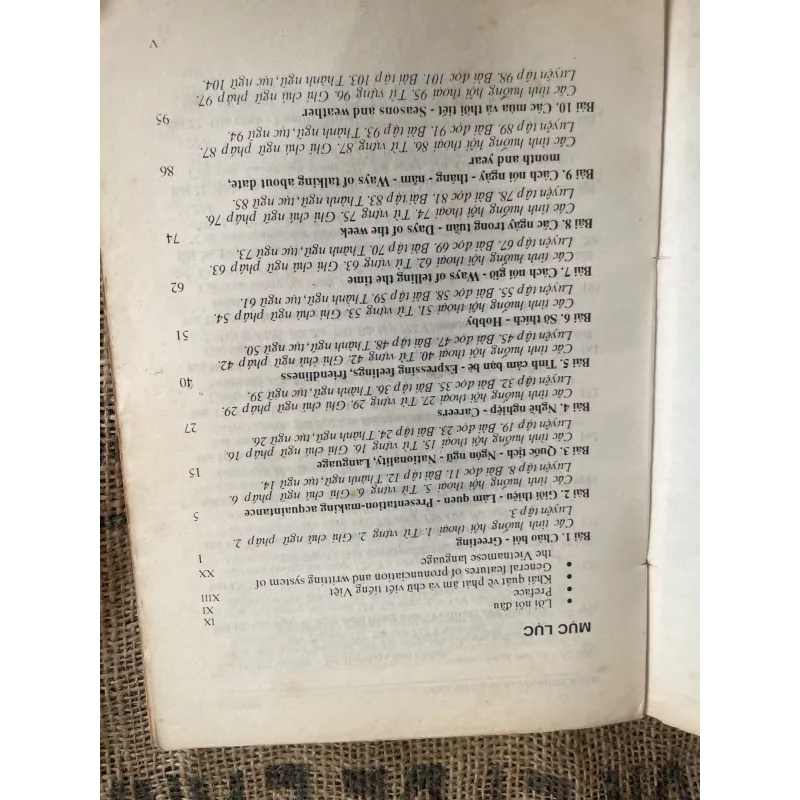 MỤC LỤC
• Lời nói đầu IX
• Preface XI
• Khái quát về âm phát và chữ viết tiếng Việt XIII
• General features of pronunciation and writting system of
the Vietnamese language XX
Bài 1. Chào hỏi - Greeting 1
Các tình huống hội thoại 1. Từ vựng 2. Ghi chú ngữ pháp 2.
Luyện tập 3.
Bài 2. Giới thiệu - Làm quen - Presentation-making acquaintance 5
Các tình huống hội thoại 5. Từ vựng 6. Ghi chú ngữ pháp 6.
Luyện tập 8. Bài đọc 11. Bài tập 12. Thành ngữ, tục ngữ 14.
Bài 3. Quốc tịch - Ngôn ngữ - Nationality, Language 15
Các tình huống hội thoại 15. Từ vựng 16. Ghi chú ngữ pháp 16.
Luyện tập 19. Bài đọc 23. Bài tập 24. Thành ngữ, tục ngữ 26.
Bài 4. Nghề nghiệp - Careers 27
Các tình huống hội thoại 27. Từ vựng 29. Ghi chú ngữ pháp 29.
Luyện tập 32. Bài đọc 35. Bài tập 36. Thành ngữ, tục ngữ 39.
Bài 5. Tình cảm bạn bè - Expressing feelings, friendliness 40
Các tình huống hội thoại 40. Từ vựng 42. Ghi chú ngữ pháp 42.
Luyện tập 45. Bài đọc 47. Bài tập 48. Thành ngữ, tục ngữ 50.
Bài 6. Sở thích - Hobby 51
Các tình huống hội thoại 51. Từ vựng 53. Ghi chú ngữ pháp 54.
Luyện tập 55. Bài đọc 58. Bài tập 59. Thành ngữ, tục ngữ 61.
Bài 7. Cách nói giờ - Ways of telling the time 62
Các tình huống hội thoại 62. Từ vựng 63. Ghi chú ngữ pháp 63.
Luyện tập 67. Bài đọc 69. Bài tập 70. Thành ngữ, tục ngữ 73.
Bài 8. Các ngày trong tuần - Days of the week 74
Các tình huống hội thoại 74. Từ vựng 75. Ghi chú ngữ pháp 76.
Luyện tập 78. Bài đọc 81. Bài tập 83. Thành ngữ, tục ngữ 85.
Bài 9. Cách nói ngày - tháng - năm - Ways of talking about date,
month and year 86
Các tình huống hội thoại 86. Từ vựng 87. Ghi chú ngữ pháp 87.
Luyện tập 89. Bài đọc 91. Bài tập 93. Thành ngữ, tục ngữ 94.
Bài 10. Các mùa và thời tiết - Seasons and weather 95
Các tình huống hội thoại 95. Từ vựng 96. Ghi chú ngữ pháp 97.
Luyện tập 98. Bài đọc 101. Bài tập 103. Thành ngữ, tục ngữ 104.
V